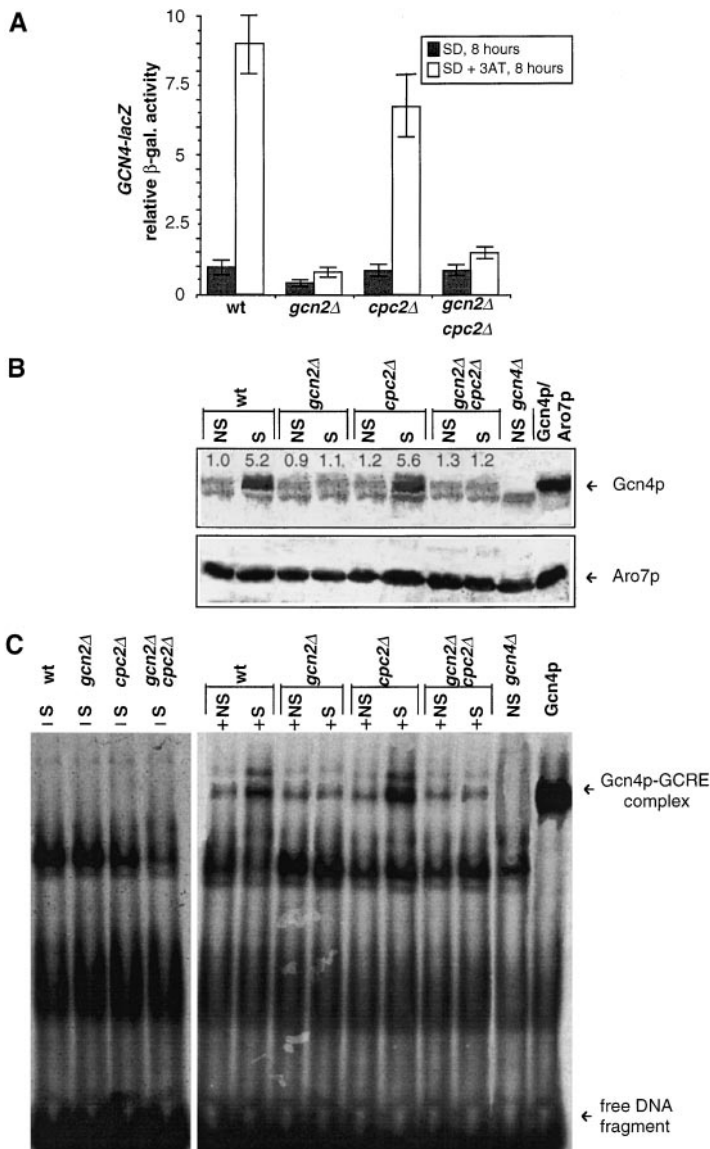 A
GCN4-lacZ
relative β-gal. activity
10
7.5
5
2.5
0
SD, 8 hours
SD + 3AT, 8 hours
wt
gcn2Δ
cpc2Δ
gcn2Δ
cpc2Δ
B
wt
gcn2Δ
cpc2Δ
gcn2Δ
cpc2Δ
gcn4Δ
Gcn4p/
Aro7p
NS S NS S NS S NS S NS
1.0 5.2 0.9 1.1 1.2 5.6 1.3 1.2
← Gcn4p
← Aro7p
C
wt
gcn2Δ
cpc2Δ
gcn2Δ
cpc2Δ
wt
gcn2Δ
cpc2Δ
gcn2Δ
cpc2Δ
gcn4Δ
Gcn4p
– S – S – S – S +NS +S +NS +S +NS +S +NS +S NS
← Gcn4p-GCRE
complex
← free DNA
fragment